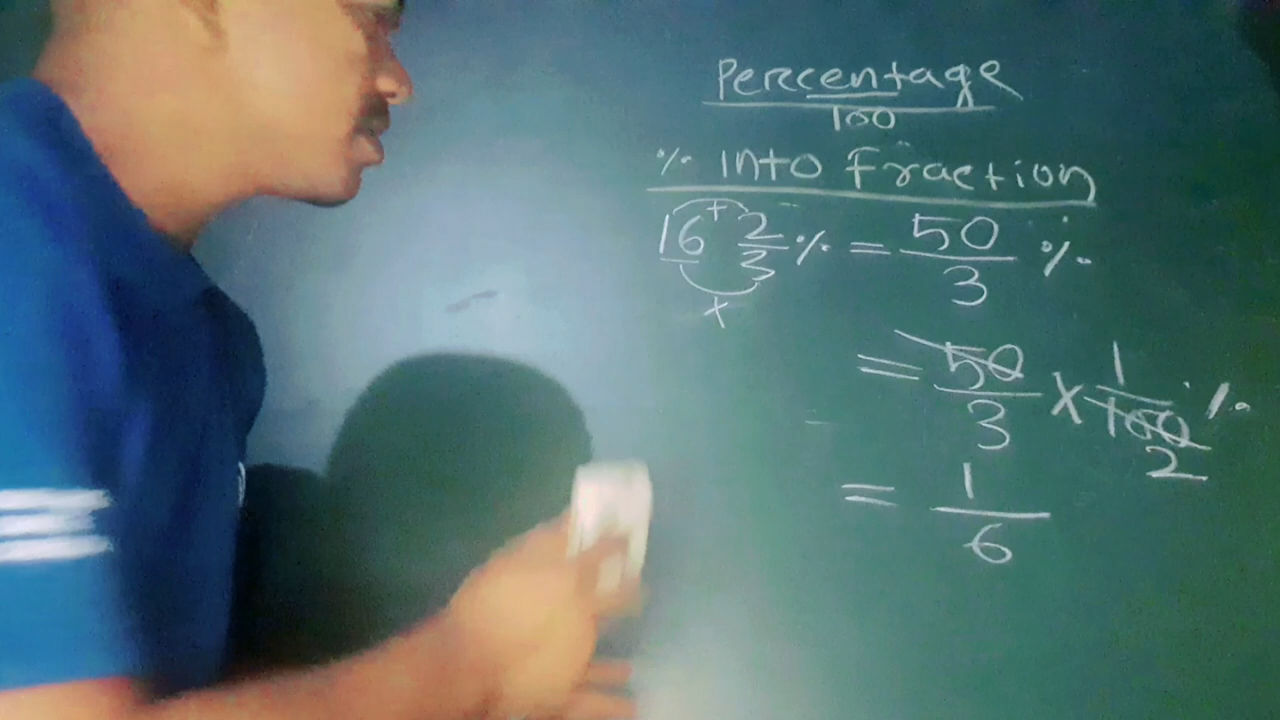 Percentage
100
% into fraction
16 + 2/3 % = 50/3 %
×
= 50/3 × 1/100 %
2
= 1/6